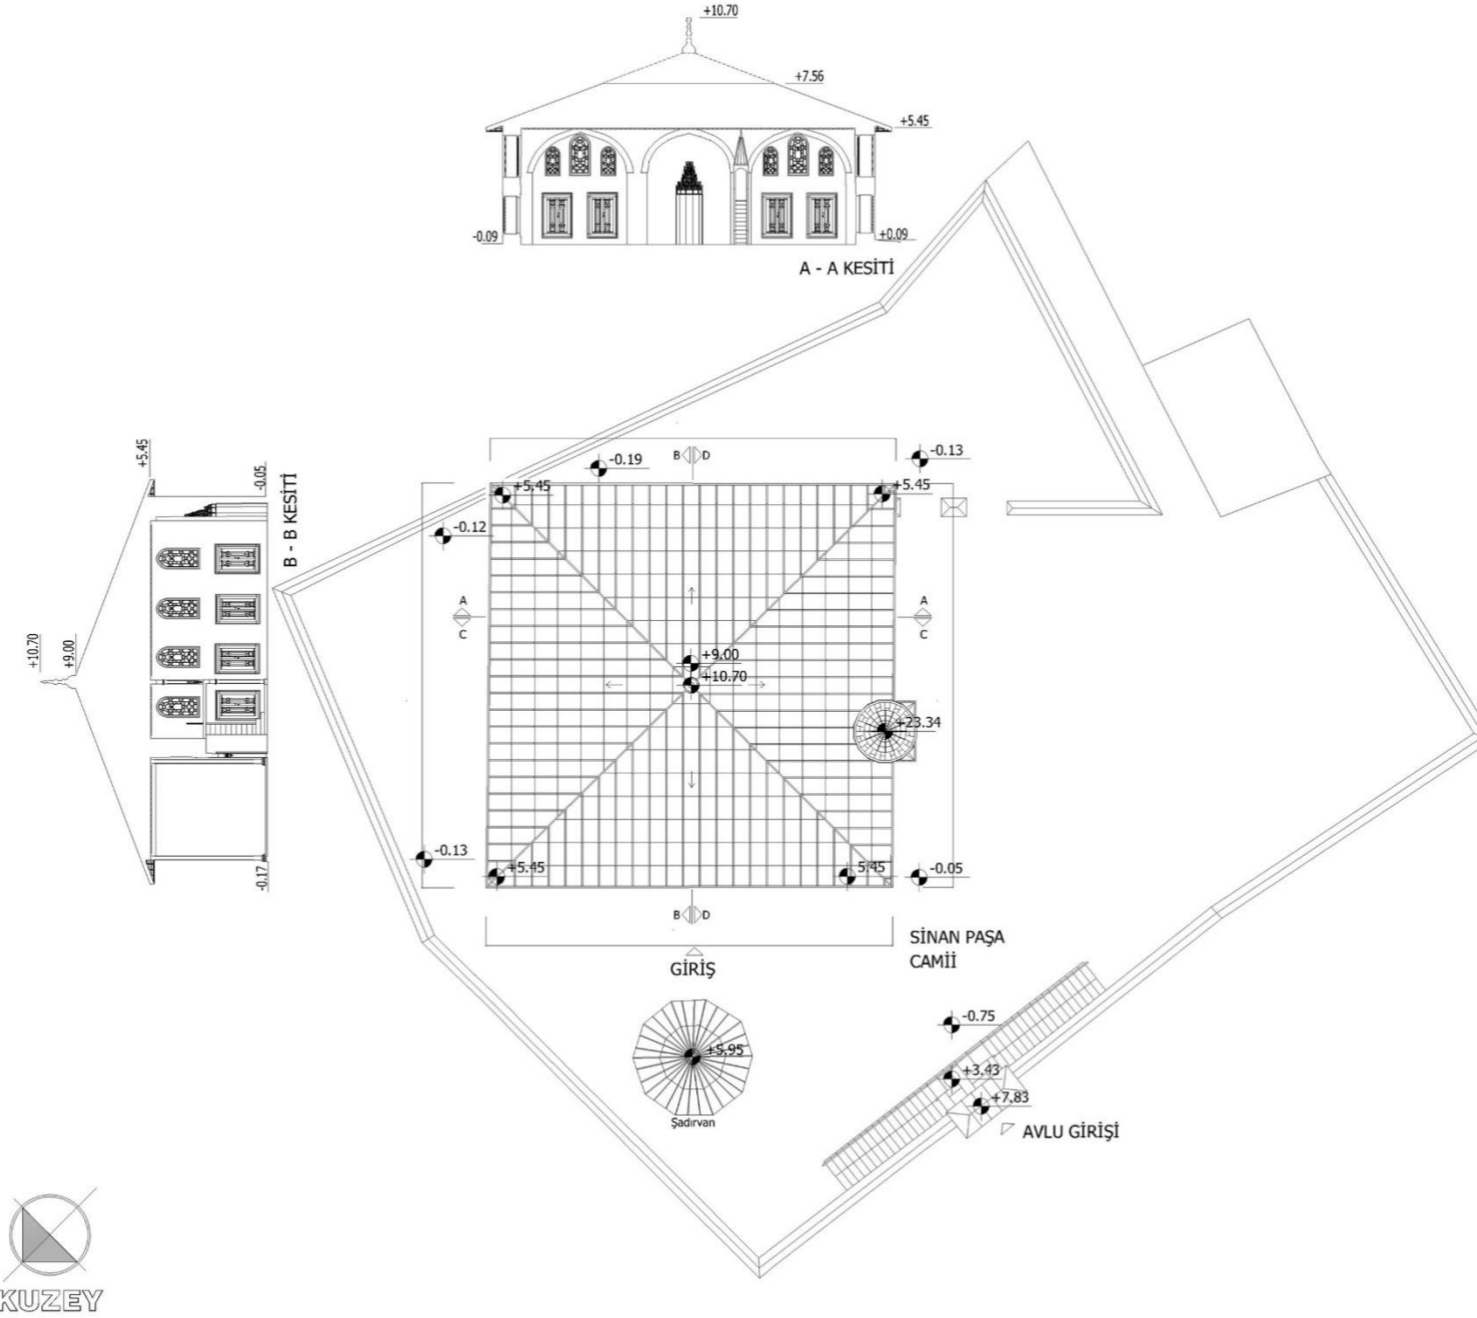 +10.70
+7.56
+5.45
-0.09
+0.09
A - A KESİTİ
+5.45
-0.05
B - B KESİTİ
+10.70
+9.00
-0.17
B D
-0.19
-0.13
+5.45
+5.45
-0.12
A
C
A
C
+9.00
+10.70
+23.34
-0.13
+5.45
5.45
-0.05
B D
GİRİŞ
SİNAN PAŞA
CAMİİ
-0.75
+5.95
+3.43
+7.83
Şadırvan
AVLU GİRİŞİ
KUZEY